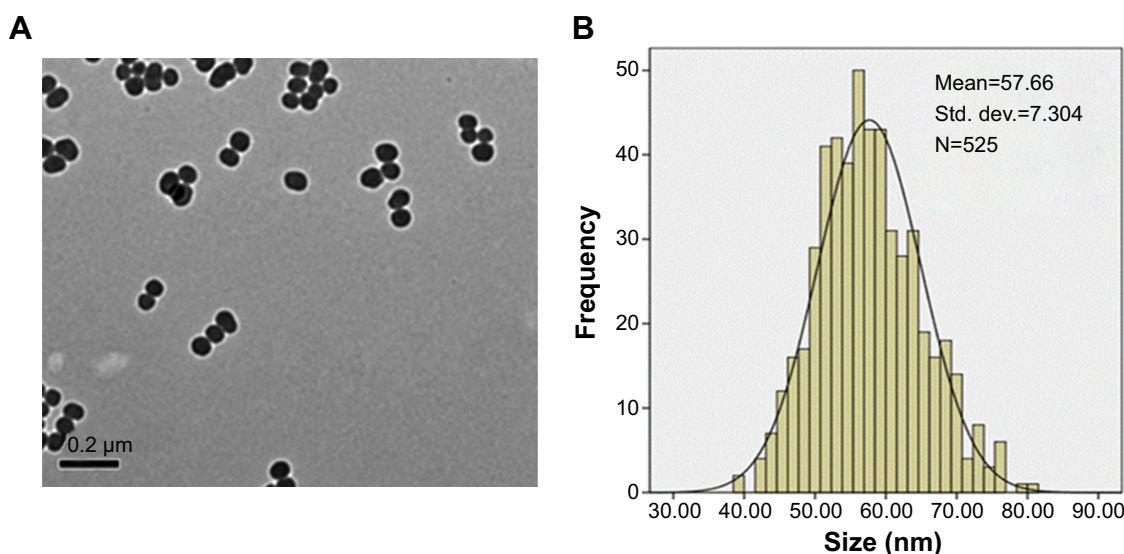 A
0.2 µm
B
Mean=57.66
Std. dev.=7.304
N=525
Frequency
50
40
30
20
10
0
30.00 40.00 50.00 60.00 70.00 80.00 90.00
Size (nm)